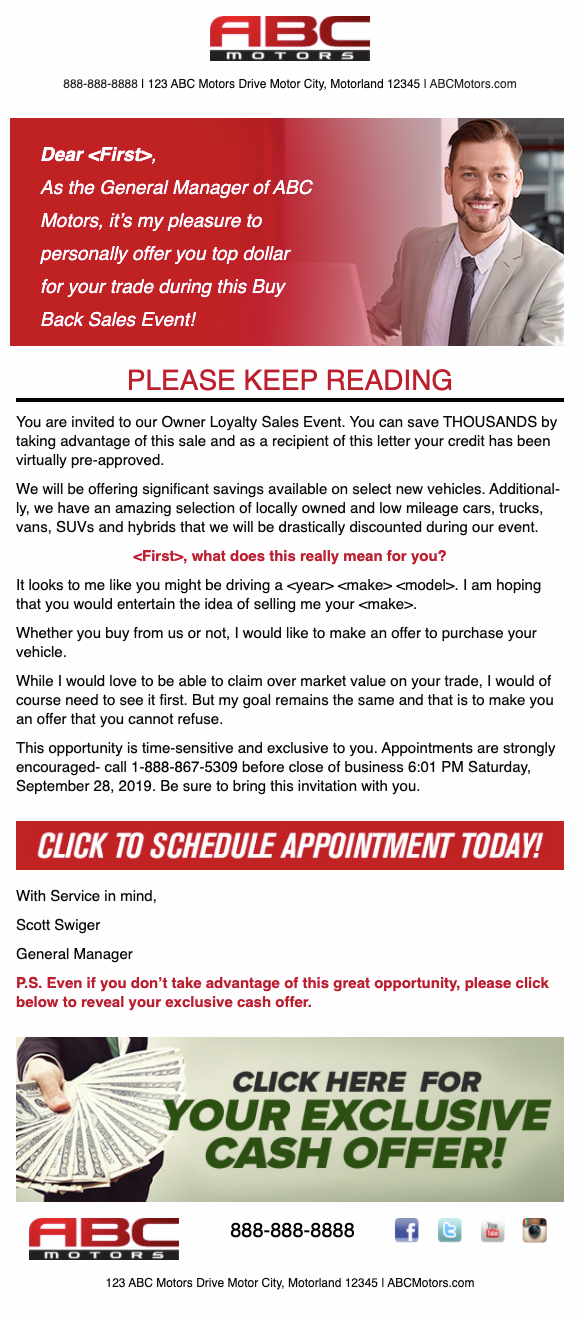 ABC
MOTORS
888-888-8888 | 123 ABC Motors Drive Motor City, Motorland 12345 | ABCMotors.com
Dear <First>,
As the General Manager of ABC
Motors, it's my pleasure to
personally offer you top dollar
for your trade during this Buy
Back Sales Event!
PLEASE KEEP READING
You are invited to our Owner Loyalty Sales Event. You can save THOUSANDS by
taking advantage of this sale and as a recipient of this letter your credit has been
virtually pre-approved.
We will be offering significant savings available on select new vehicles. Additional-
ly, we have an amazing selection of locally owned and low mileage cars, trucks,
vans, SUVs and hybrids that we will be drastically discounted during our event.
<First>, what does this really mean for you?
It looks to me like you might be driving a <year> <make> <model>. I am hoping
that you would entertain the idea of selling me your <make>.
Whether you buy from us or not, I would like to make an offer to purchase your
vehicle.
While I would love to be able to claim over market value on your trade, I would of
course need to see it first. But my goal remains the same and that is to make you
an offer that you cannot refuse.
This opportunity is time-sensitive and exclusive to you. Appointments are strongly
encouraged- call 1-888-867-5309 before close of business 6:01 PM Saturday,
September 28, 2019. Be sure to bring this invitation with you.
CLICK TO SCHEDULE APPOINTMENT TODAY!
With Service in mind,
Scott Swiger
General Manager
P.S. Even if you don't take advantage of this great opportunity, please click
below to reveal your exclusive cash offer.
CLICK HERE FOR
YOUR EXCLUSIVE
CASH OFFER!
ABC
MOTORS
888-888-8888
You
Tube
123 ABC Motors Drive Motor City, Motorland 12345 | ABCMotors.com